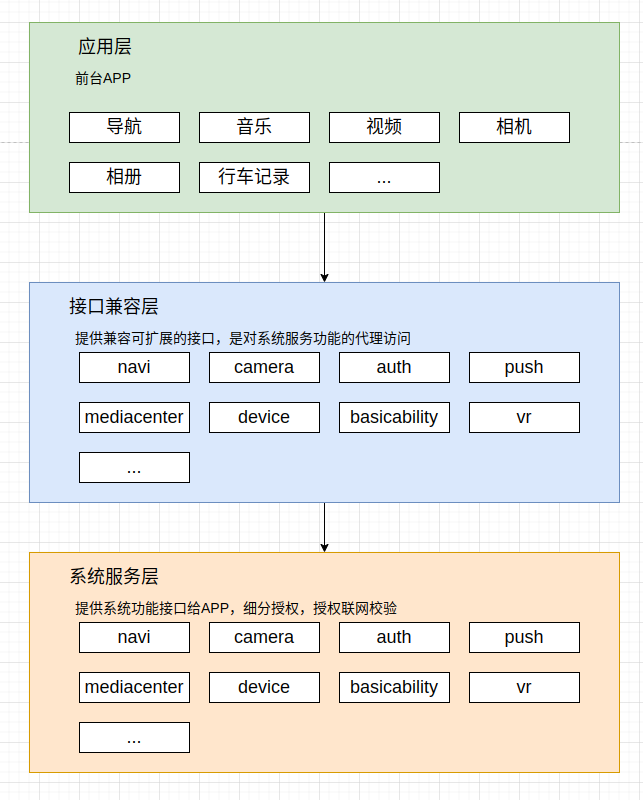 应用层
前台APP
导航 音乐 视频 相机
相册 行车记录 ...
接口兼容层
提供兼容可扩展的接口，是对系统服务功能的代理访问
navi camera auth push
mediacenter device basicability vr
...
系统服务层
提供系统功能接口给APP，细分授权，授权联网校验
navi camera auth push
mediacenter device basicability vr
...